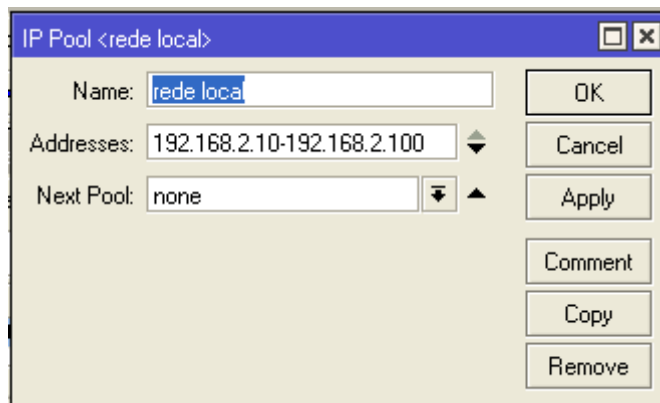 IP Pool <rede local>
Name: rede local
OK
Addresses: 192.168.2.10-192.168.2.100
Cancel
Next Pool: none
Apply
Comment
Copy
Remove